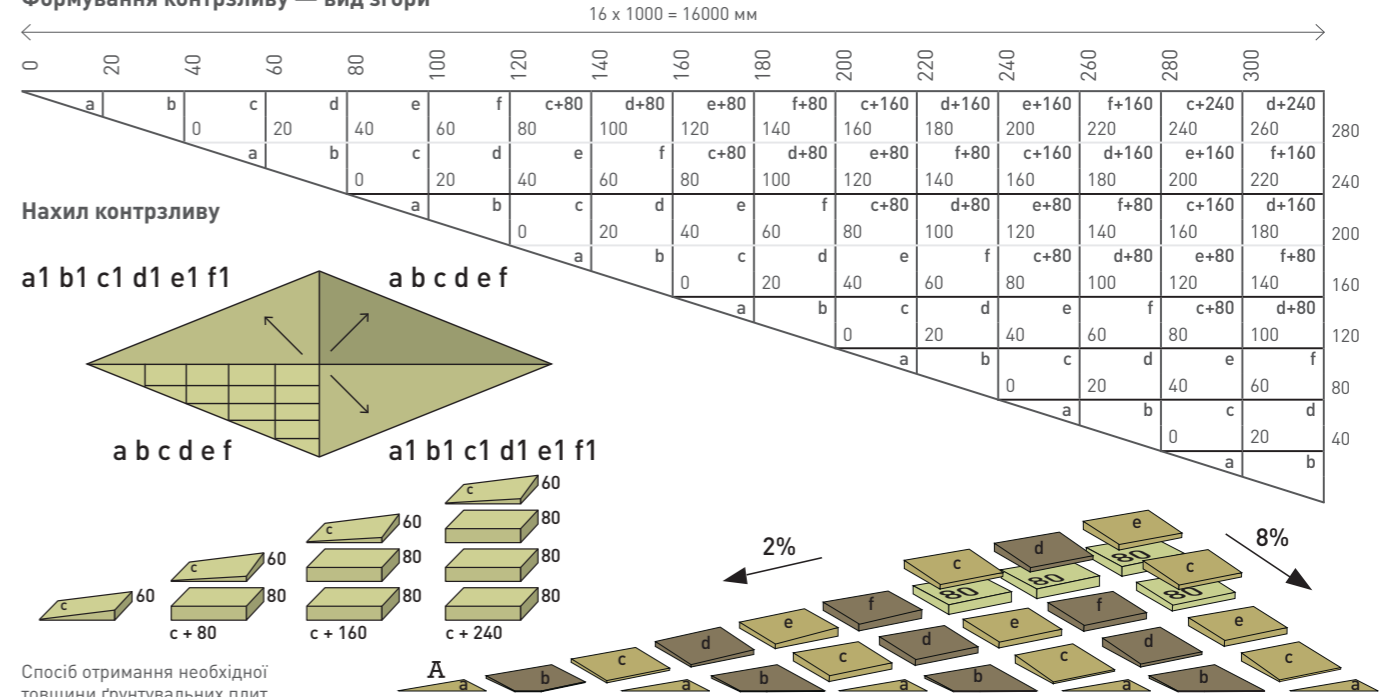 Формування контрзливу — вид згори
16 x 1000 = 16000 мм
0 20 40 60 80 100 120 140 160 180 200 220 240 260 280 300
a b c d e f c+80 d+80 e+80 f+80 c+160 d+160 e+160 f+160 c+240 d+240
0 20 40 60 80 100 120 140 160 180 200 220 240 260 280
a b c d e f c+80 d+80 e+80 f+80 c+160 d+160 e+160 f+160
0 20 40 60 80 100 120 140 160 180 200 220 240
a b c d e f c+80 d+80 e+80 f+80 c+160 d+160
0 20 40 60 80 100 120 140 160 180 200
a b c d e f c+80 d+80 e+80 f+80
0 20 40 60 80 100 120 140 160
a b c d e f c+80 d+80
0 20 40 60 80 100 120
a b c d e f
0 20 40 60 80
a b c d
0 20 40
a b
Нахил контрзливу
a1 b1 c1 d1 e1 f1
a b c d e f
a b c d e f
a1 b1 c1 d1 e1 f1
c 60
c 60
80
c + 80
c 60
80
80
c + 160
c 60
80
80
80
c + 240
2%
8%
e
d 80
c 80 c
80 80
f f
e e e
d d d
c c c c
A
a b a b a b a b a
Спосіб отримання необхідної
товщини ґрунтувальних плит